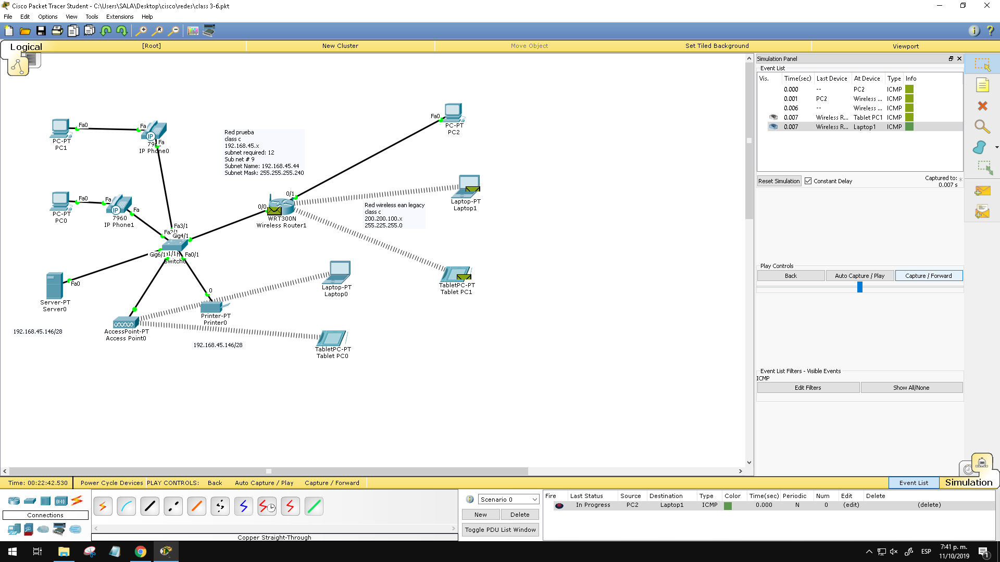 Cisco Packet Tracer Student - C:\Users\SALA\Desktop\cisco\redes\class 3-6.pkt
File Edit Options View Tools Extensions Help
Logical [Root] New Cluster Move Object Set Tiled Background Viewport
Fa0
PC-PT
PC1
Fa
IP
79
Fa
IP Phone0
Red prueba
class c
192.168.45.x
subnet required: 12
Sub net # 9
Subnet Name: 192.168.45.44
Subnet Mask: 255.255.255.240
Fa0
PC-PT
PC2
Fa0
PC-PT
PC0
Fa
IP
Fa
7960
IP Phone1
0/1
0/0
WRT300N
Wireless Router1
Red wireless ean legacy
class c
200.200.100.x
255.225.255.0
Laptop-PT
Laptop1
Fa3/1
Gig4/1
Gig6/1
Fa0/1
Fa0
Server-PT
Server0
192.168.45.146/28
AccessPoint-PT
Access Point0
0
Printer-PT
Printer0
192.168.45.146/28
Laptop-PT
Laptop0
TabletPC-PT
Tablet PC0
TabletPC-PT
Tablet PC1
Simulation Panel
Event List
Vis. Time(sec) Last Device At Device Type Info
0.000 -- PC2 ICMP
0.001 PC2 Wireless ... ICMP
0.006 -- Wireless ... ICMP
0.007 Wireless R... Tablet PC1 ICMP
0.007 Wireless R... Laptop1 ICMP
Reset Simulation Constant Delay Captured to:
0.007 s
Play Controls
Back Auto Capture / Play Capture / Forward
Event List Filters - Visible Events
ICMP
Edit Filters Show All/None
Time: 00:22:42.530 Power Cycle Devices PLAY CONTROLS: Back Auto Capture / Play Capture / Forward Event List Simulation
Connections
Copper Straight-Through
Scenario 0
New Delete
Toggle PDU List Window
Fire Last Status Source Destination Type Color Time(sec) Periodic Num Edit Delete
In Progress PC2 Laptop1 ICMP 0.000 N 0 (edit) (delete)
ESP
7:41 p. m.
11/10/2019
1